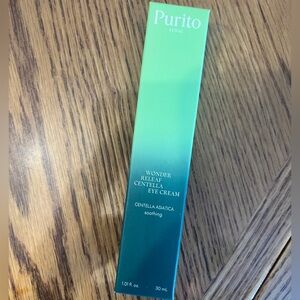 Purito
WONDER
RELEAF
CENTELLA
EYE CREAM
CENTELLA ASIATICA
soothing
1.01 fl. oz.
30 mL